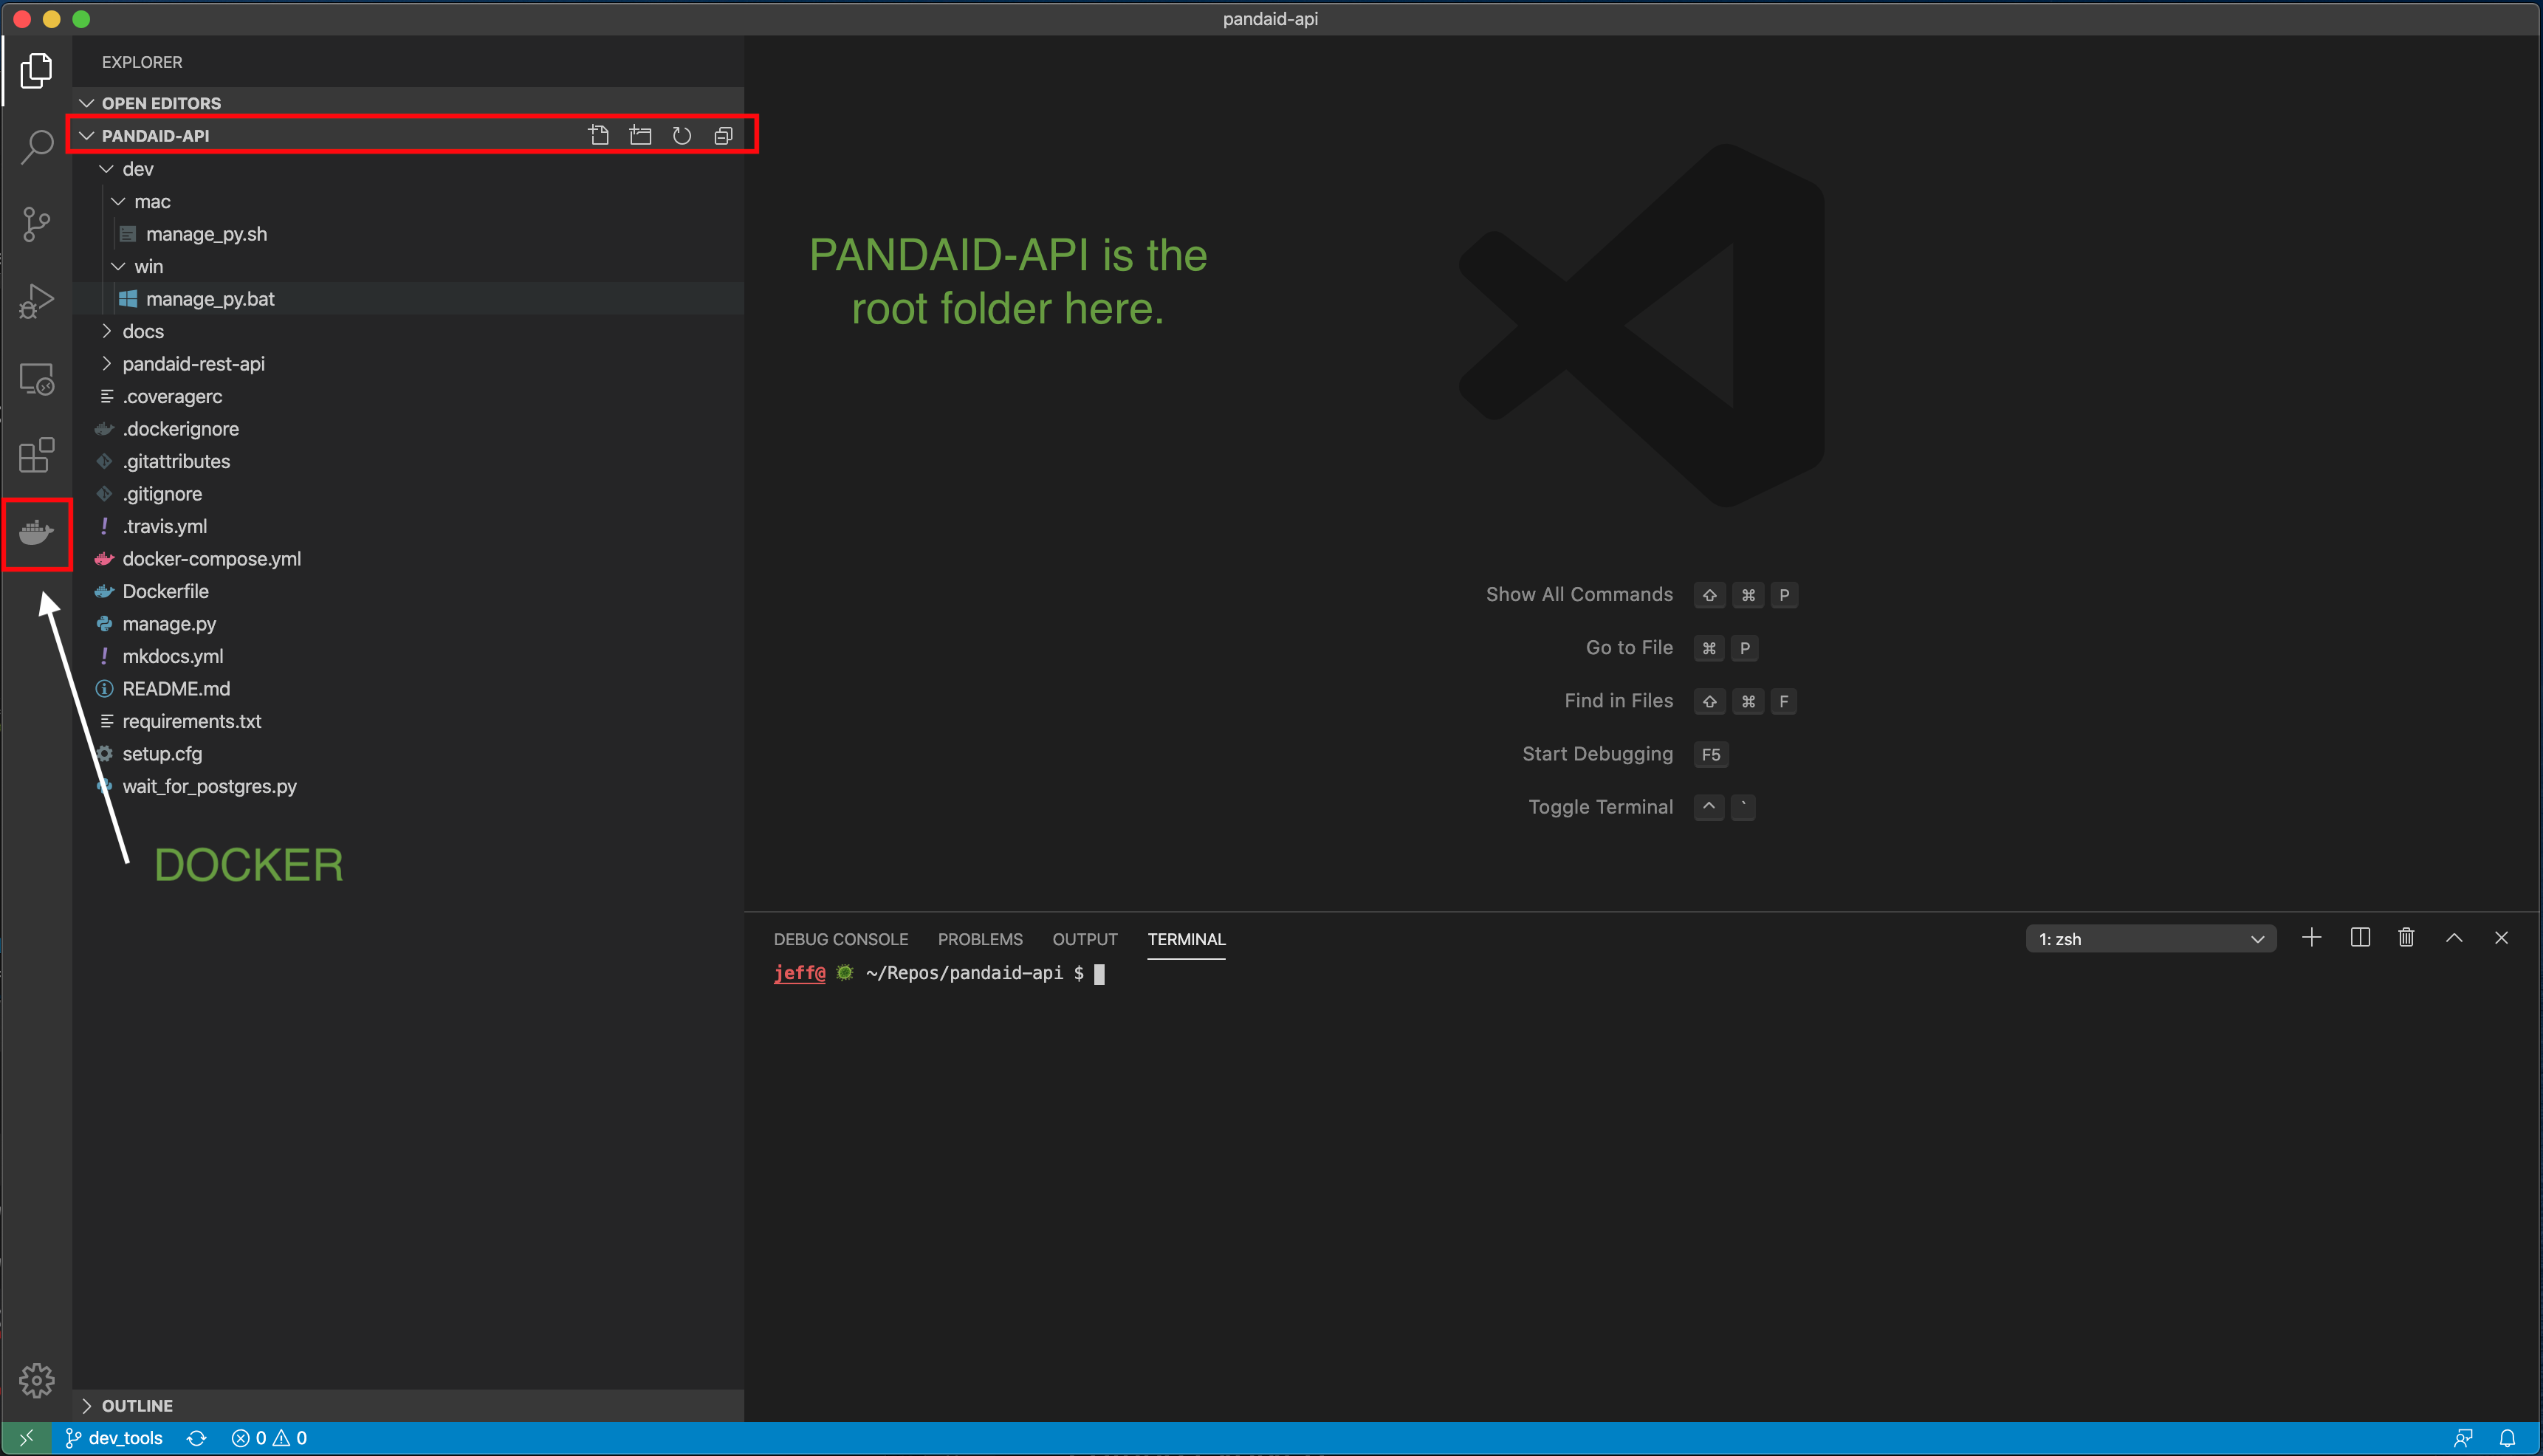 pandaid-api
EXPLORER
OPEN EDITORS
PANDAID-API
dev
mac
manage_py.sh
win
manage_py.bat
docs
pandaid-rest-api
.coveragerc
.dockerignore
.gitattributes
.gitignore
! .travis.yml
docker-compose.yml
Dockerfile
manage.py
! mkdocs.yml
README.md
requirements.txt
setup.cfg
wait_for_postgres.py
DOCKER
OUTLINE
PANDAID-API is the
root folder here.
Show All Commands ⇧ ⌘ P
Go to File ⌘ P
Find in Files ⇧ ⌘ F
Start Debugging F5
Toggle Terminal ^ `
DEBUG CONSOLE PROBLEMS OUTPUT TERMINAL 1: zsh
jeff@ ~/Repos/pandaid-api $
dev_tools 0 0